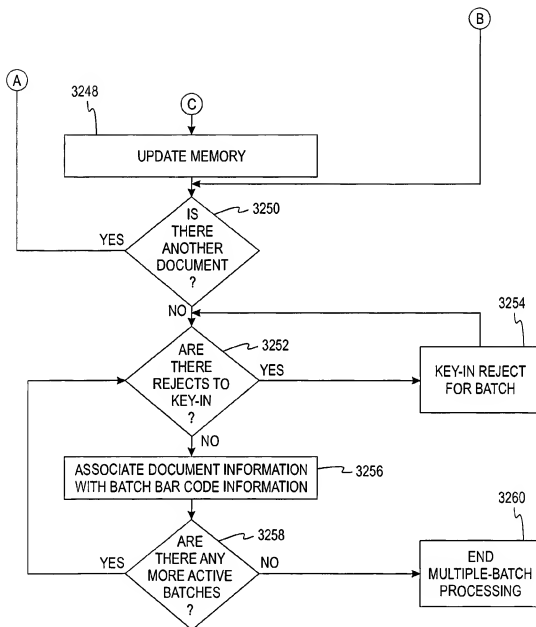 B
A
C
3248
UPDATE MEMORY
3250
IS
THERE
ANOTHER
DOCUMENT
?
YES
NO
3252
ARE
THERE
REJECTS TO
KEY-IN
?
YES
3254
KEY-IN REJECT
FOR BATCH
NO
ASSOCIATE DOCUMENT INFORMATION
WITH BATCH BAR CODE INFORMATION
3256
3258
ARE
THERE ANY
MORE ACTIVE
BATCHES
?
YES
NO
3260
END
MULTIPLE-BATCH
PROCESSING